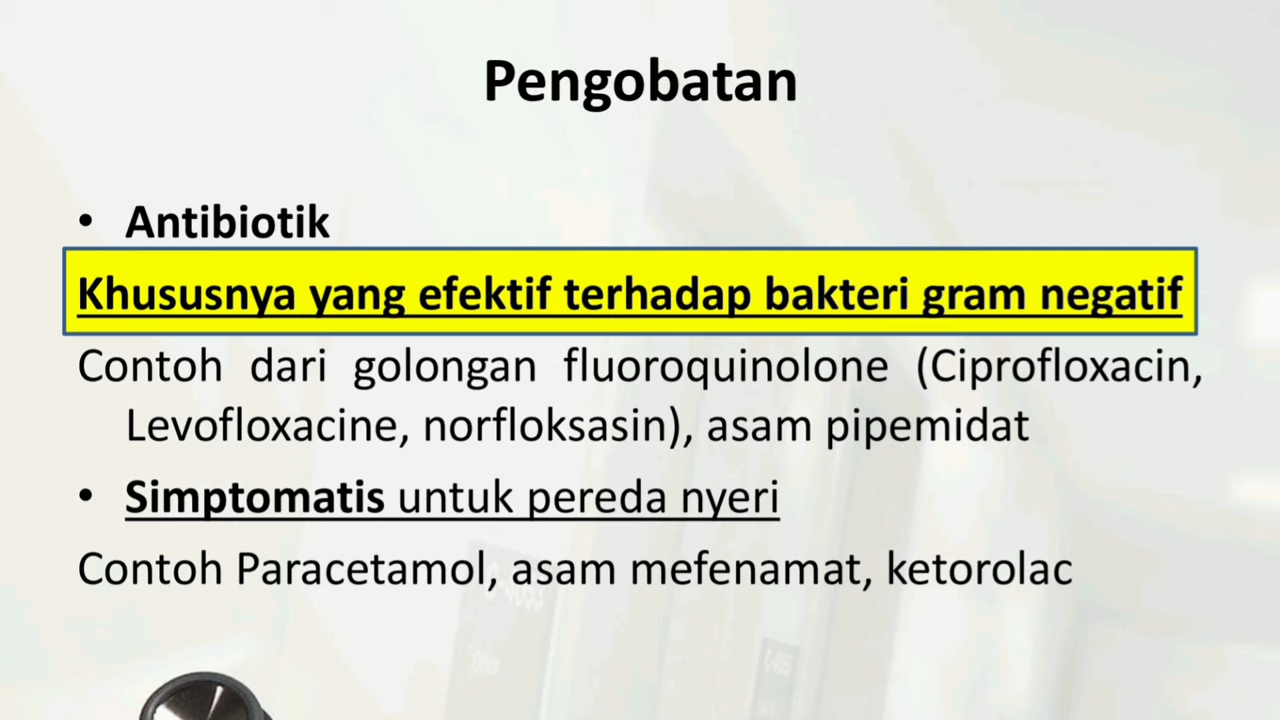 Pengobatan
• Antibiotik
Khususnya yang efektif terhadap bakteri gram negatif
Contoh dari golongan fluoroquinolone (Ciprofloxacin,
Levofloxacine, norfloksasin), asam pipemidat
• Simptomatis untuk pereda nyeri
Contoh Paracetamol, asam mefenamat, ketorolac